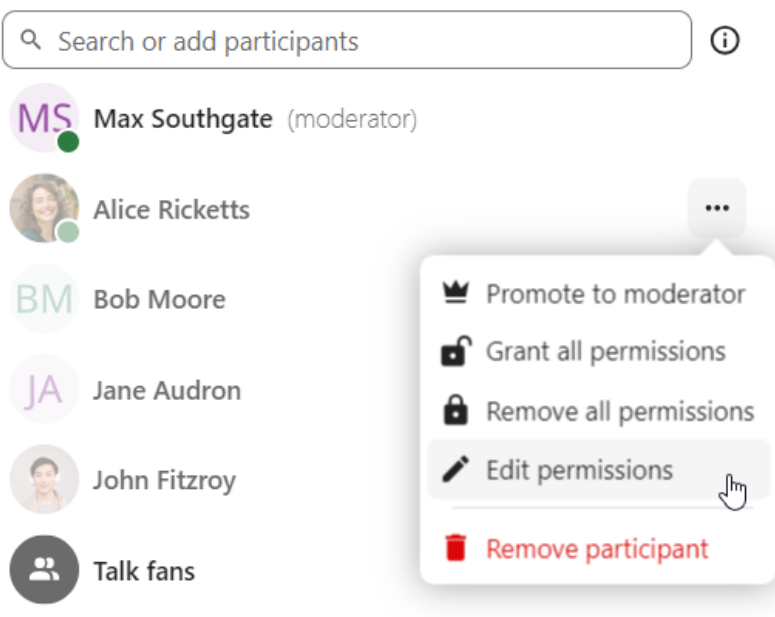 Search or add participants
MS Max Southgate (moderator)
Alice Ricketts
BM Bob Moore
Promote to moderator
Grant all permissions
JA Jane Audron
Remove all permissions
John Fitzroy
Edit permissions
Talk fans
Remove participant